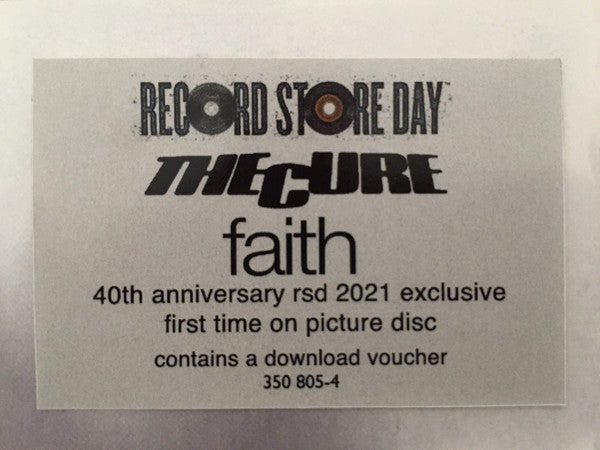 RECORD STORE DAY
THE CURE
faith
40th anniversary rsd 2021 exclusive
first time on picture disc
contains a download voucher
350 805-4